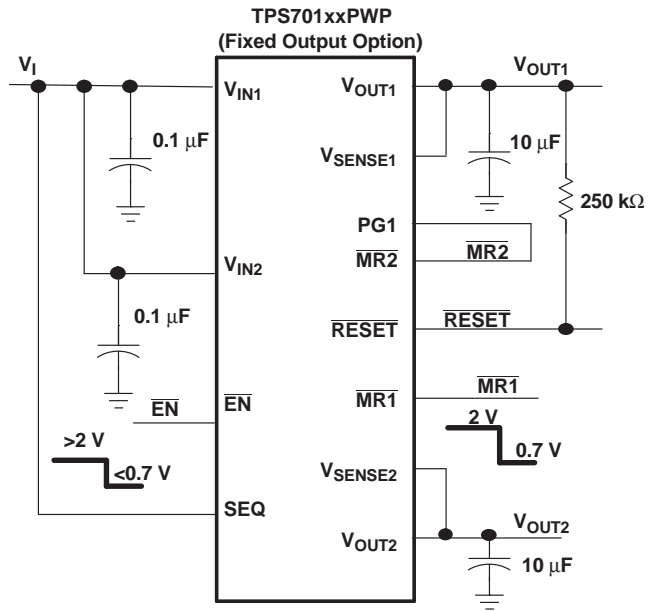 TPS701xxPWP
(Fixed Output Option)
VI
VIN1
VOUT1
VOUT1
0.1 μF
10 μF
VSENSE1
250 kΩ
PG1
MR2
MR2
VIN2
0.1 μF
RESET
RESET
EN
EN
MR1
MR1
>2 V
<0.7 V
2 V
0.7 V
VSENSE2
SEQ
VOUT2
VOUT2
10 μF